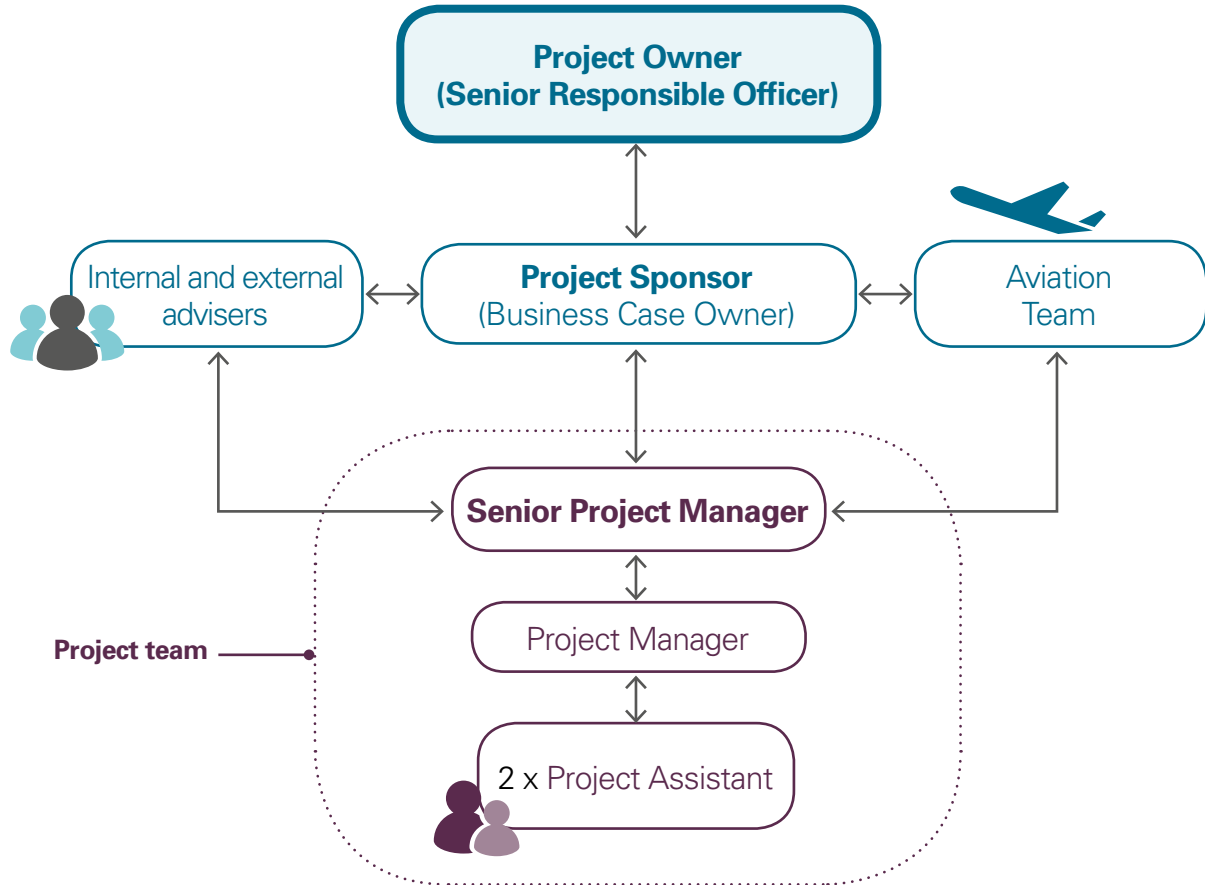 Project Owner
(Senior Responsible Officer)
Internal and external
advisers
Project Sponsor
(Business Case Owner)
Aviation
Team
Senior Project Manager
Project Manager
Project team
2 x Project Assistant